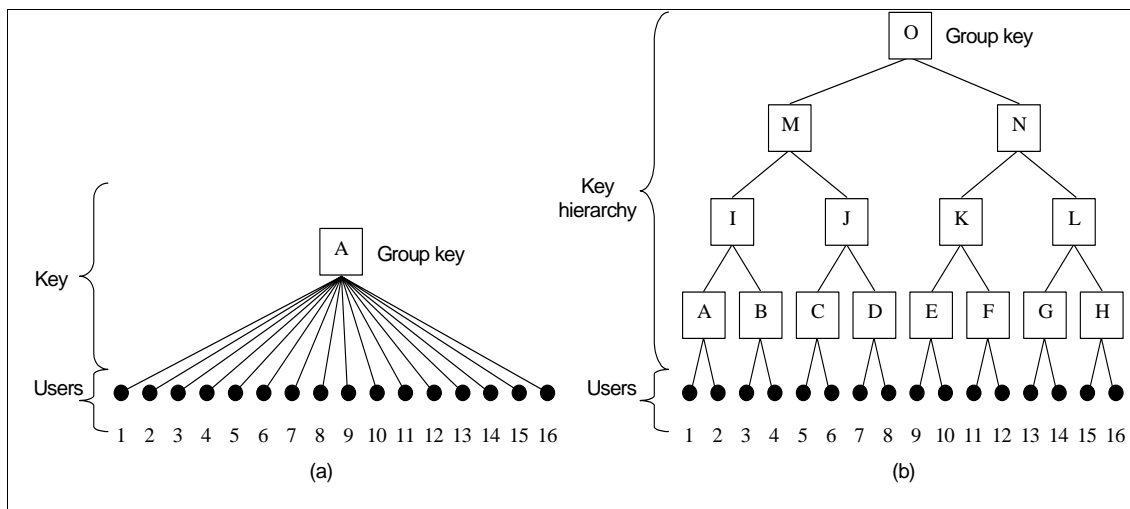 A Group key
Key
Users
1 2 3 4 5 6 7 8 9 10 11 12 13 14 15 16
(a)
O Group key
M N
Key
hierarchy
I J K L
A B C D E F G H
Users
1 2 3 4 5 6 7 8 9 10 11 12 13 14 15 16
(b)